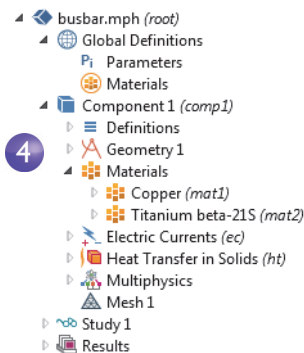 busbar.mph (root)
Global Definitions
Pi Parameters
Materials
Component 1 (comp1)
Definitions
4
Geometry 1
Materials
Copper (mat1)
Titanium beta-21S (mat2)
Electric Currents (ec)
Heat Transfer in Solids (ht)
Multiphysics
Mesh 1
Study 1
Results